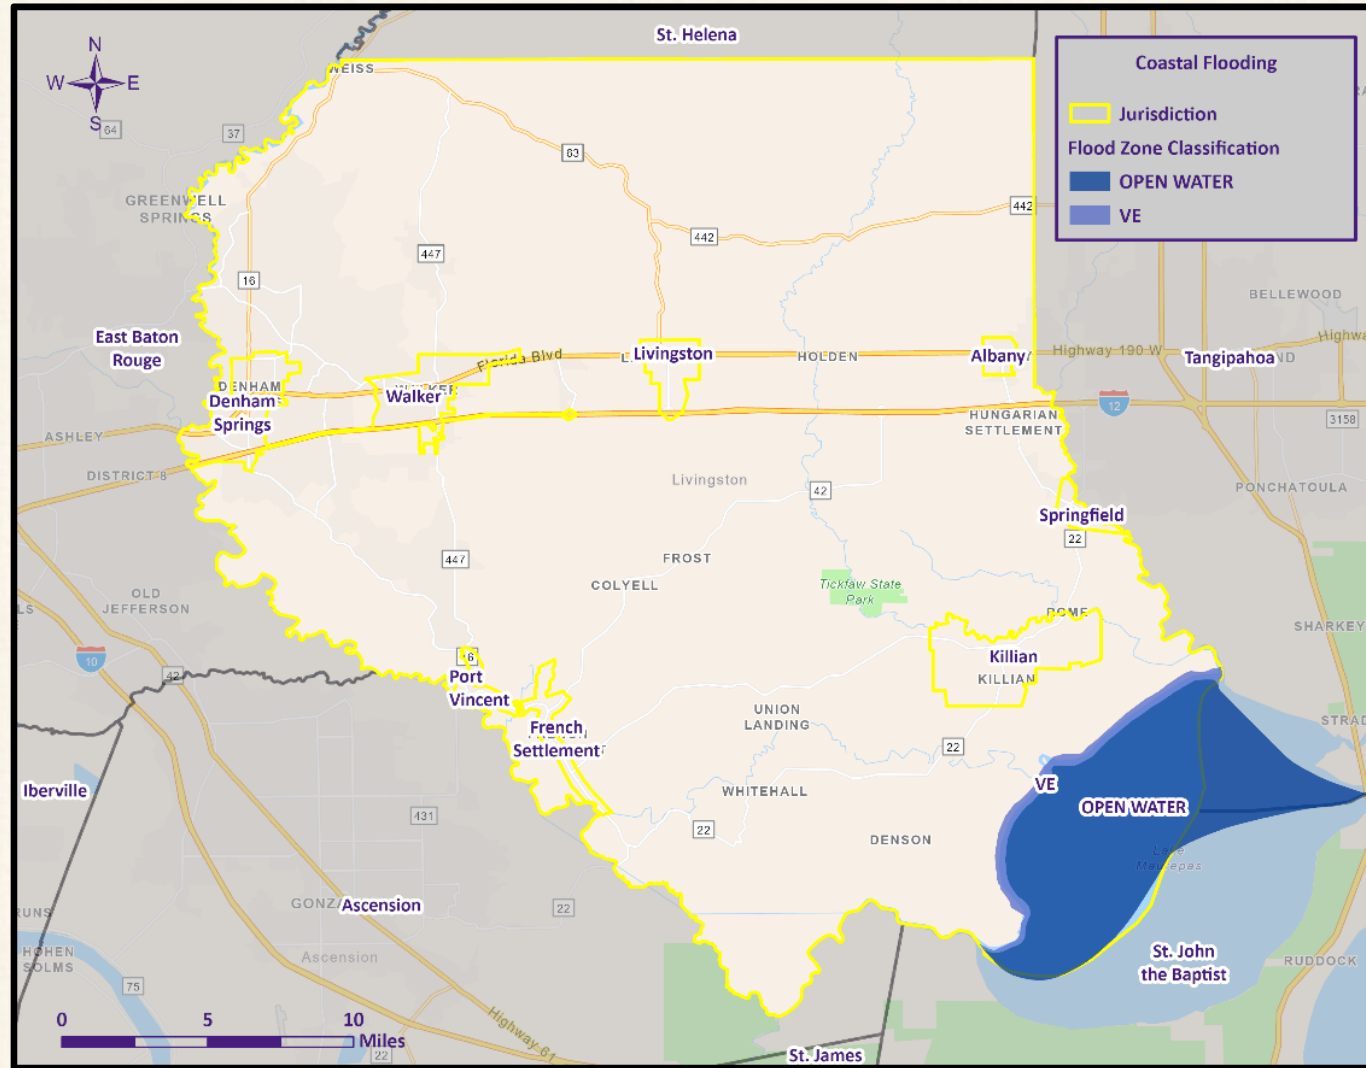 St. Helena
N
W
E
S
Coastal Flooding
Jurisdiction
Flood Zone Classification
OPEN WATER
VE
WEISS
64
37
63
GREENWELL
SPRINGS
442
442
447
16
BELLEWOOD
East Baton
Rouge
Florida Blvd
Livingston
HOLDEN
Albany
Highway 190 W
Tangipahoa
DENHAM
Denham
Springs
Walker
12
HUNGARIAN
SETTLEMENT
3158
ASHLEY
DISTRICT 8
Livingston
42
PONCHATOULA
Springfield
22
447
FROST
COLYELL
Tickfaw State
Park
OLD
JEFFERSON
SHARKEY
10
42
Killian
KILLIAN
16
Port
Vincent
UNION
LANDING
French
Settlement
22
Iberville
VE
OPEN WATER
WHITEHALL
431
22
DENSON
Ascension
22
Ascension
HOHEN
SOLMS
75
St. John
the Baptist
RUDDOCK
0
5
10
Miles
Highway 61
22
St. James